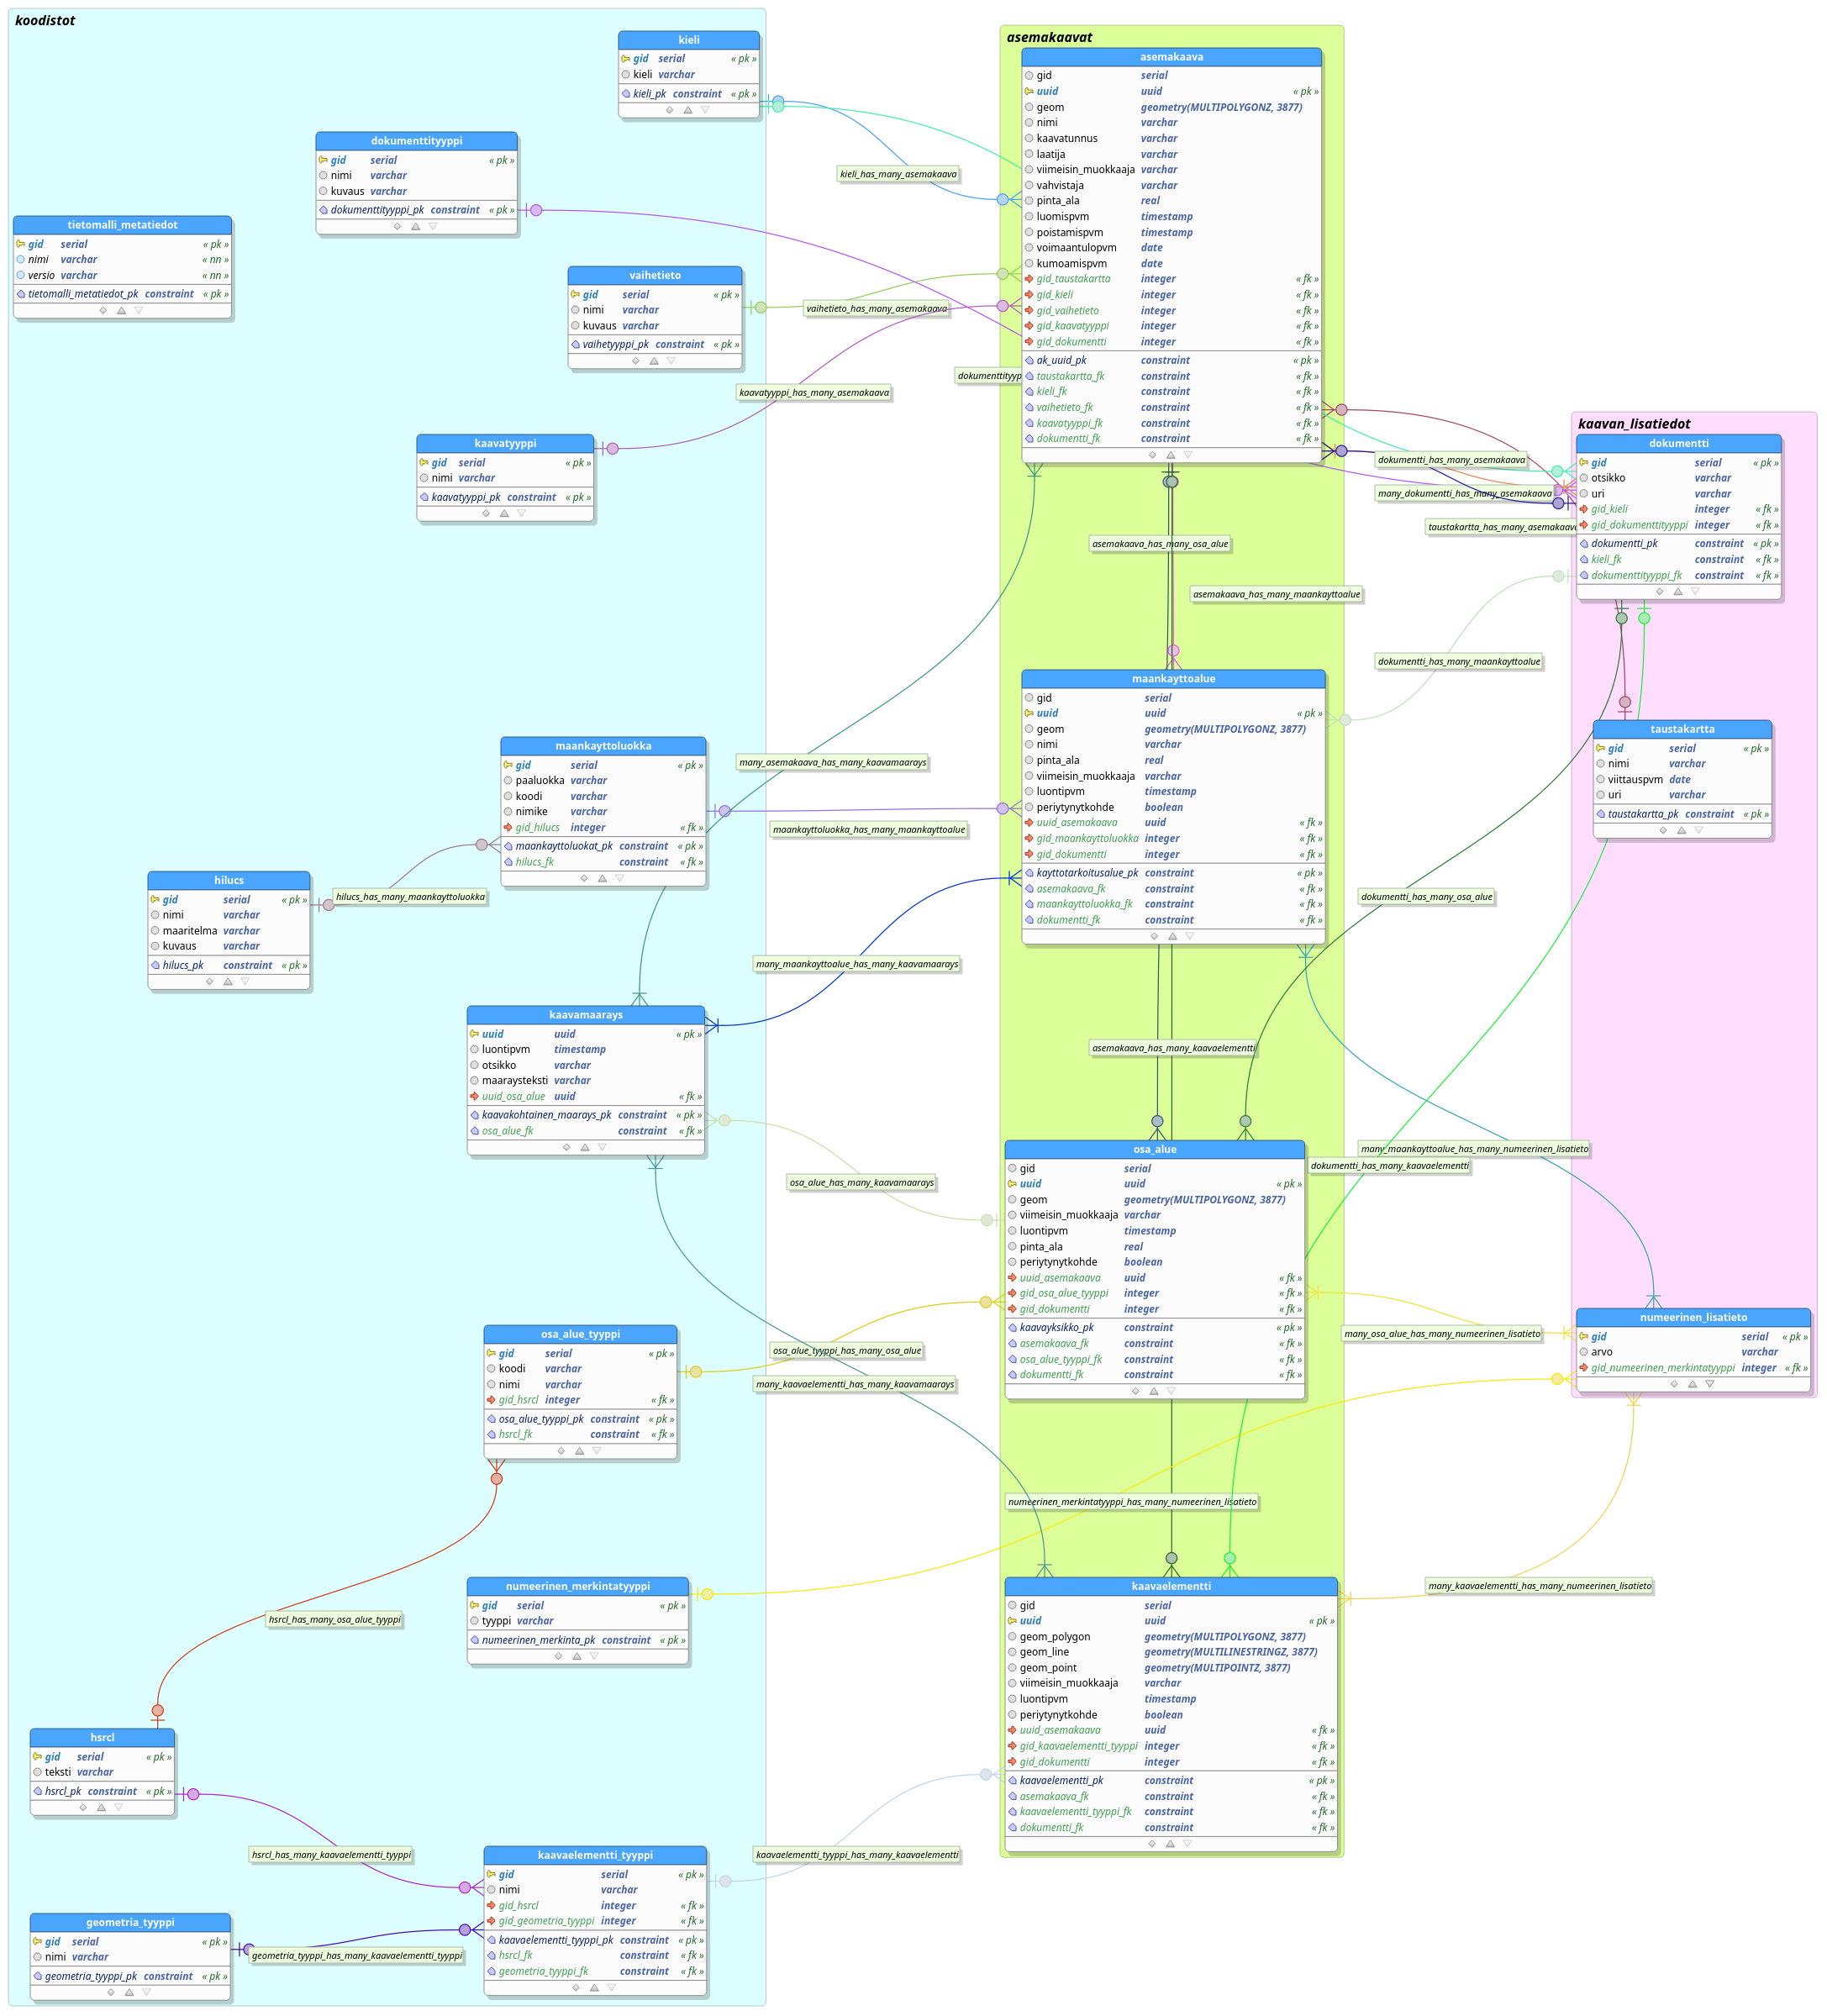 koodistot
kieli
gid serial « pk »
kieli varchar
kieli_pk constraint « pk »
dokumenttityyppi
gid serial « pk »
nimi varchar
kuvaus varchar
dokumenttityyppi_pk constraint « pk »
tietomalli_metatiedot
gid serial « pk »
nimi varchar « nn »
versio varchar « nn »
tietomalli_metatiedot_pk constraint « pk »
vaihetieto
gid serial « pk »
nimi varchar
kuvaus varchar
vaihetyyppi_pk constraint « pk »
kaavatyyppi
gid serial « pk »
nimi varchar
kaavatyyppi_pk constraint « pk »
maankayttoluokka
gid serial « pk »
paaluokka varchar
koodi varchar
nimike varchar
gid_hilucs integer « fk »
maankayttoluokat_pk constraint « pk »
hilucs_fk constraint « fk »
hilucs
gid serial « pk »
nimi varchar
maaritelma varchar
kuvaus varchar
hilucs_pk constraint « pk »
hilucs_has_many_maankayttoluokka
kaavamaarays
uuid uuid « pk »
luontipvm timestamp
otsikko varchar
maaraysteksti varchar
uuid_osa_alue uuid « fk »
kaavakohtainen_maarays_pk constraint « pk »
osa_alue_fk constraint « fk »
osa_alue_tyyppi
gid serial « pk »
koodi varchar
nimi varchar
gid_hsrcl integer « fk »
osa_alue_tyyppi_pk constraint « pk »
hsrcl_fk constraint « fk »
numeerinen_merkintatyyppi
gid serial « pk »
tyyppi varchar
numeerinen_merkinta_pk constraint « pk »
hsrcl_has_many_osa_alue_tyyppi
hsrcl
gid serial « pk »
teksti varchar
hsrcl_pk constraint « pk »
hsrcl_has_many_kaavaelementti_tyyppi
kaavaelementti_tyyppi
gid serial « pk »
nimi varchar
gid_hsrcl integer « fk »
gid_geometria_tyyppi integer « fk »
kaavaelementti_tyyppi_pk constraint « pk »
hsrcl_fk constraint « fk »
geometria_tyyppi_fk constraint « fk »
geometria_tyyppi
gid serial « pk »
nimi varchar
geometria_tyyppi_pk constraint « pk »
geometria_tyyppi_has_many_kaavaelementti_tyyppi
kieli_has_many_asemakaava
vaihetieto_has_many_asemakaava
kaavatyyppi_has_many_asemakaava
many_asemakaava_has_many_kaavamaarays
maankayttoluokka_has_many_maankayttoalue
many_maankayttoalue_has_many_kaavamaarays
osa_alue_has_many_kaavamaarays
osa_alue_tyyppi_has_many_osa_alue
many_kaavaelementti_has_many_kaavamaarays
numeerinen_merkintatyyppi_has_many_numeerinen_lisatieto
kaavaelementti_tyyppi_has_many_kaavaelementti
asemakaavat
asemakaava
gid serial
uuid uuid « pk »
geom geometry(MULTIPOLYGONZ, 3877)
nimi varchar
kaavatunnus varchar
laatija varchar
viimeisin_muokkaaja varchar
vahvistaja varchar
pinta_ala real
luomispvm timestamp
poistamispvm timestamp
voimaantulopvm date
kumoamispvm date
gid_taustakartta integer « fk »
gid_kieli integer « fk »
gid_vaihetieto integer « fk »
gid_kaavatyyppi integer « fk »
gid_dokumentti integer « fk »
ak_uuid_pk constraint « pk »
taustakartta_fk constraint « fk »
kieli_fk constraint « fk »
vaihetieto_fk constraint « fk »
kaavatyyppi_fk constraint « fk »
dokumentti_fk constraint « fk »
asemakaava_has_many_osa_alue
asemakaava_has_many_maankayttoalue
maankayttoalue
gid serial
uuid uuid « pk »
geom geometry(MULTIPOLYGONZ, 3877)
nimi varchar
pinta_ala real
viimeisin_muokkaaja varchar
luontipvm timestamp
periytynytkohde boolean
uuid_asemakaava uuid « fk »
gid_maankayttoluokka integer « fk »
gid_dokumentti integer « fk »
kayttotarkoitusalue_pk constraint « pk »
asemakaava_fk constraint « fk »
maankayttoluokka_fk constraint « fk »
dokumentti_fk constraint « fk »
asemakaava_has_many_kaavaelementti
osa_alue
gid serial
uuid uuid « pk »
geom geometry(MULTIPOLYGONZ, 3877)
viimeisin_muokkaaja varchar
luontipvm timestamp
pinta_ala real
periytynytkohde boolean
uuid_asemakaava uuid « fk »
gid_osa_alue_tyyppi integer « fk »
gid_dokumentti integer « fk »
kaavayksikko_pk constraint « pk »
asemakaava_fk constraint « fk »
osa_alue_tyyppi_fk constraint « fk »
dokumentti_fk constraint « fk »
kaavaelementti
gid serial
uuid uuid « pk »
geom_polygon geometry(MULTIPOLYGONZ, 3877)
geom_line geometry(MULTILINESTRINGZ, 3877)
geom_point geometry(MULTIPOINTZ, 3877)
viimeisin_muokkaaja varchar
luontipvm timestamp
periytynytkohde boolean
uuid_asemakaava uuid « fk »
gid_kaavaelementti_tyyppi integer « fk »
gid_dokumentti integer « fk »
kaavaelementti_pk constraint « pk »
asemakaava_fk constraint « fk »
kaavaelementti_tyyppi_fk constraint « fk »
dokumentti_fk constraint « fk »
dokumentti_has_many_asemakaava
many_dokumentti_has_many_asemakaava
dokumentti_has_many_maankayttoalue
dokumentti_has_many_osa_alue
many_maankayttoalue_has_many_numeerinen_lisatieto
dokumentti_has_many_kaavaelementti
many_osa_alue_has_many_numeerinen_lisatieto
many_kaavaelementti_has_many_numeerinen_lisatieto
kaavan_lisatiedot
dokumentti
gid serial « pk »
otsikko varchar
uri varchar
gid_kieli integer « fk »
gid_dokumenttityyppi integer « fk »
dokumentti_pk constraint « pk »
kieli_fk constraint « fk »
dokumenttityyppi_fk constraint « fk »
taustakartta
gid serial « pk »
nimi varchar
viittauspvm date
uri varchar
taustakartta_pk constraint « pk »
numeerinen_lisatieto
gid serial « pk »
arvo varchar
gid_numeerinen_merkintatyyppi integer « fk »